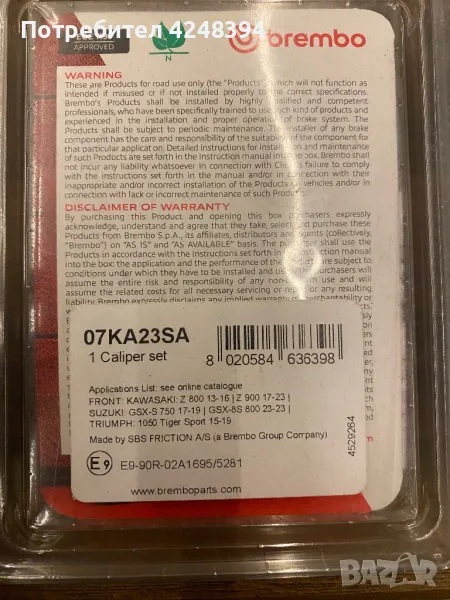 Потребител 4248394
APPROVED
N
brembo
WARNING
These are Products for road use only (the "Products") which will not function as
intended if misused or if not installed properly to the correct specifications.
Brembo's Products shall be installed by highly qualified and competent
professionals, who have been specifically trained to use such kind of products and
experienced in the installation and proper operation of brake system. The
Products shall be subject to periodic maintenance. The installer of any brake
component has the care and responsibility of the suitability of the component for
that particular application. Detailed instructions for installation and maintenance
of such Products are set forth in the instruction manual into box. Brembo shall
not incur any liability whatsoever in connection with Client's failure to comply
with the instructions set forth in the manual and/or in connection with their
inappropriate and/or incorrect installation of the Products on vehicles and/or in
connection with lack or incorrect maintenance of such Products.
DISCLAIMER OF WARRANTY
By purchasing this Product and opening this box purchasers expressly
acknowledge, understand and agree that they take, select and purchase these
Products from Brembo S.p.A., its affiliates, distributors and agents (collectively,
"Brembo") on "AS IS" and "AS AVAILABLE" basis. The purchaser shall use the
Products in accordance with the instructions set forth in the instruction manual
into the box: the application and the performance of the Products are subject to
conditions under which they have to be installed and used. Purchasers will
assume the entire risk and responsibility of any non-conform use and will
assume the related costs for all necessary servicing or repair or any resulting
liability. Brembo expressly disclaims any implied warranty of merchantability or
07KA23SA
1 Caliper set
8 020584 636398
Applications List: see online catalogue
FRONT: KAWASAKI: Z 800 13-16 | Z 900 17-23 |
SUZUKI: GSX-S 750 17-19 | GSX-8S 800 23-23 |
TRIUMPH: 1050 Tiger Sport 15-19
Made by SBS FRICTION A/S (a Brembo Group Company)
4529264
E9 E9-90R-02A1695/5281
www.bremboparts.com
BAZAR